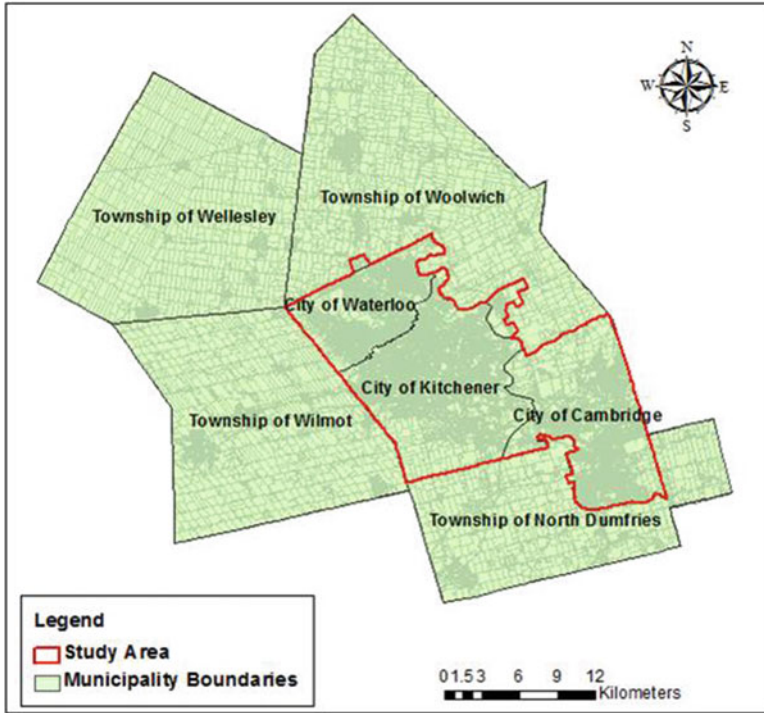 N
W E
S
Township of Woolwich
Township of Wellesley
City of Waterloo
City of Kitchener
City of Cambridge
Township of Wilmot
Township of North Dumfries
Legend
Study Area
Municipality Boundaries
0 1.5 3 6 9 12
Kilometers